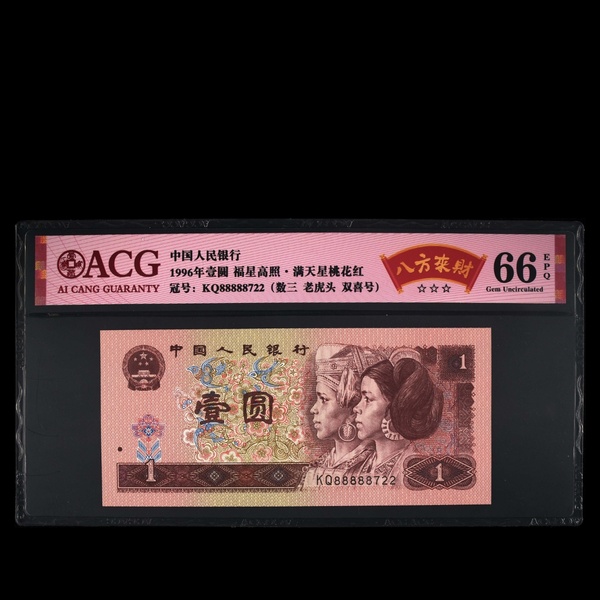 ACG
AI CANG GUARANTY
中国人民银行
1996年壹圆 福星高照·满天星桃花红
冠号：KQ88888722（数三 老虎头 双喜号）
八方来財
☆☆☆
66
EPQ
Gem Uncirculated
中国人民银行
1
壹圆
1
KQ88888722
1